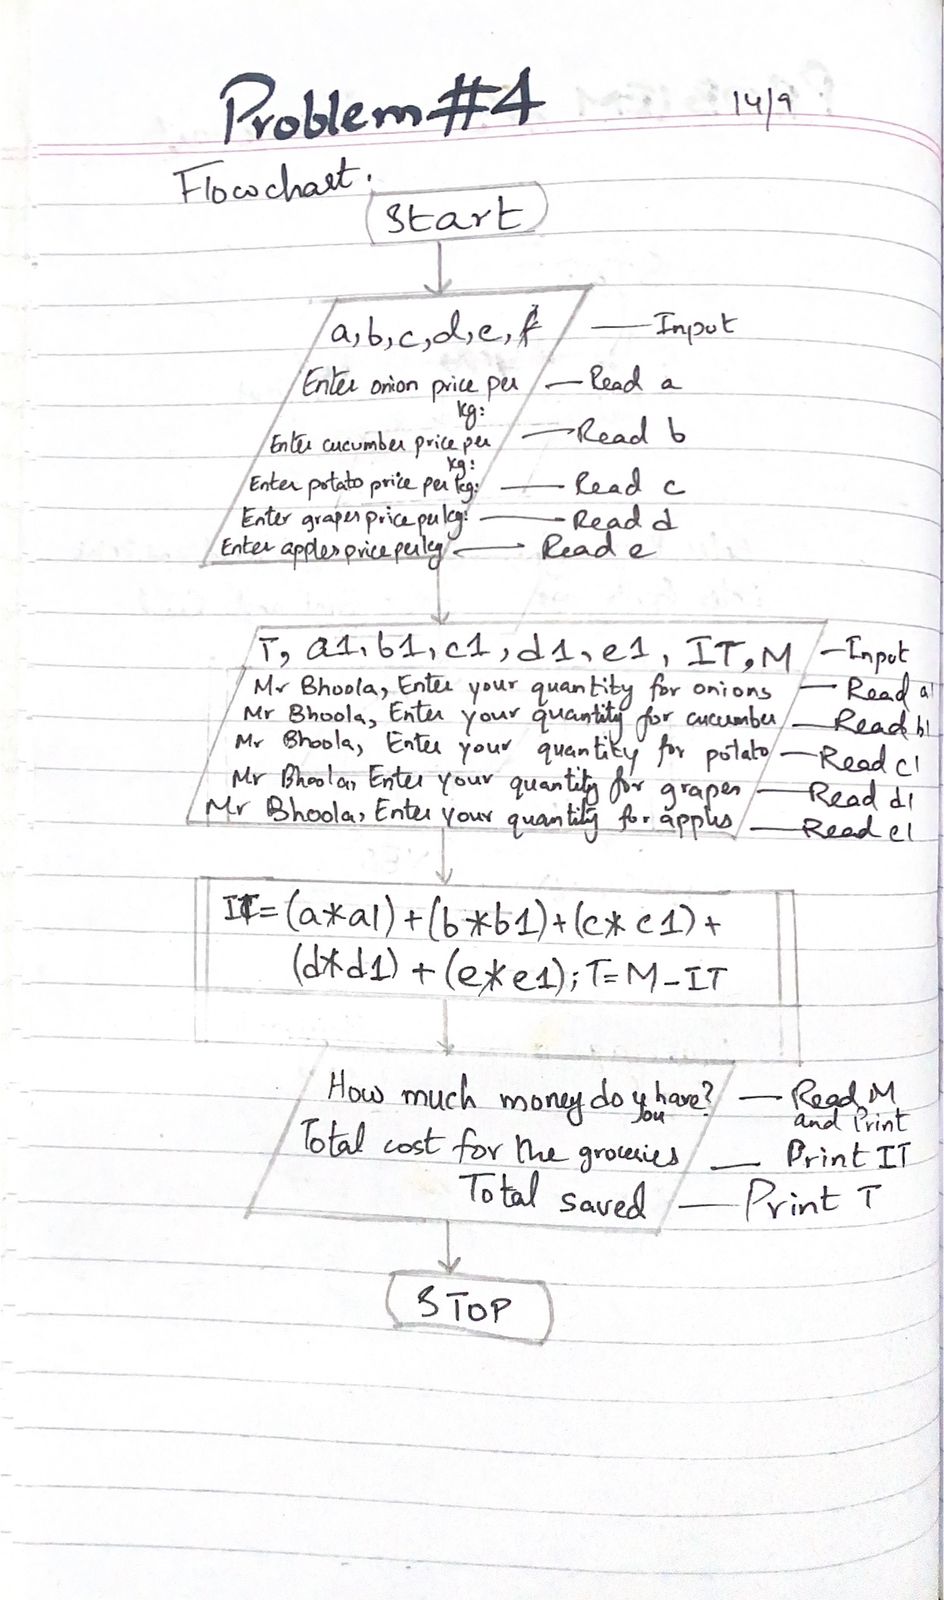 Problem #4
14/9
Flowchart.
Start
a,b,c,d,e, — Input
Enter onion price per kg: — Read a
Enter cucumber price per kg: — Read b
Enter potato price per kg: — Read c
Enter grapes price per kg: — Read d
Enter apples price per kg — Read e
T, a1, b1, c1, d1, e1, IT, M — Input
Mr Bhoola, Enter your quantity for onions — Read a1
Mr Bhoola, Enter your quantity for cucumber — Read b1
Mr Bhoola, Enter your quantity for potato — Read c1
Mr Bhoola, Enter your quantity for grapes — Read d1
Mr Bhoola, Enter your quantity for apples — Read e1
IT = (a*a1) + (b*b1) + (c*c1) +
(d*d1) + (e*e1); T = M - IT
How much money do you have? — Read M and Print
Total cost for the groceries — Print IT
Total saved — Print T
STOP